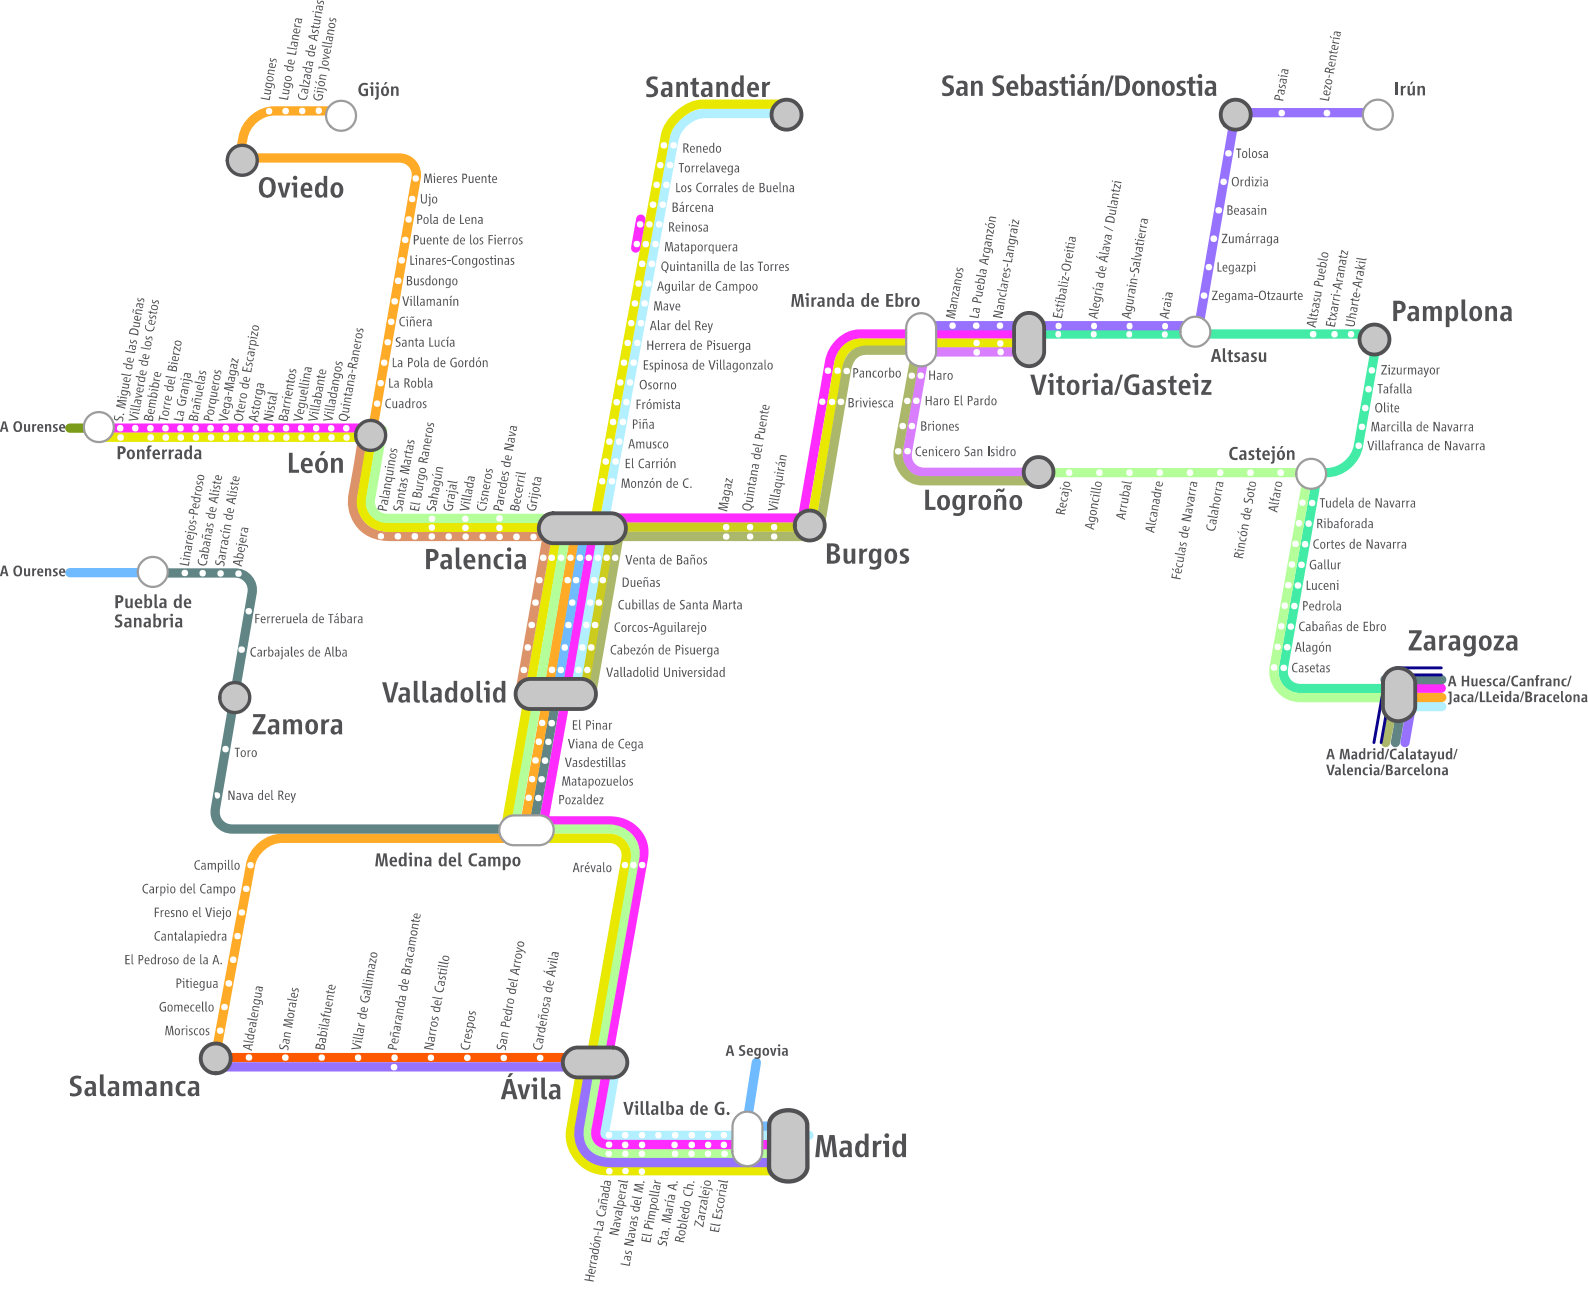 Lugones
Lugo de Llanera
Calzada de Asturias
Gijón Jovellanos
Gijón
Oviedo
Mieres Puente
Ujo
Pola de Lena
Puente de los Fierros
Linares-Congostinas
Busdongo
Villamanín
Ciñera
Santa Lucía
La Pola de Gordón
La Robla
Cuadros
A Ourense
Ponferrada
S. Miguel de las Dueñas
Villaverde de los Cestos
Bembibre
Torre del Bierzo
La Granja
Brañuelas
Porqueros
Vega-Magaz
Otero de Escarpizo
Astorga
Nistal
Barrientos
Veguellina
Villabante
Villadangos
Quintana-Raneros
León
Palanquinos
Santas Martas
El Burgo Raneros
Sahagún
Grajal
Villada
Cisneros
Paredes de Nava
Becerril
Grijota
Palencia
Santander
Renedo
Torrelavega
Los Corrales de Buelna
Bárcena
Reinosa
Mataporquera
Quintanilla de las Torres
Aguilar de Campoo
Mave
Alar del Rey
Herrera de Pisuerga
Espinosa de Villagonzalo
Osorno
Frómista
Piña
Amusco
El Carrión
Monzón de C.
Magaz
Quintana del Puente
Villaquirán
Burgos
Pancorbo
Briviesca
Miranda de Ebro
Manzanos
La Puebla Arganzón
Nanclares-Langraiz
Vitoria/Gasteiz
Haro
Haro El Pardo
Briones
Cenicero San Isidro
Logroño
Estíbaliz-Oreitia
Alegría de Álava / Dulantzi
Agurain-Salvatierra
Araia
Altsasu
San Sebastián/Donostia
Pasaia
Lezo-Rentería
Irún
Tolosa
Ordizia
Beasain
Zumárraga
Legazpi
Zegama-Otzaurte
Altsasu Pueblo
Etxarri-Aranatz
Uharte-Arakil
Pamplona
Zizurmayor
Tafalla
Olite
Marcilla de Navarra
Villafranca de Navarra
Castejón
Recajo
Agoncillo
Arrubal
Alcanadre
Féculas de Navarra
Calahorra
Rincón de Soto
Alfaro
Tudela de Navarra
Ribaforada
Cortes de Navarra
Gallur
Luceni
Pedrola
Cabañas de Ebro
Alagón
Casetas
Zaragoza
A Huesca/Canfranc/
Jaca/LLeida/Bracelona
A Madrid/Calatayud/
Valencia/Barcelona
A Ourense
Puebla de
Sanabria
Linarejos-Pedroso
Cabañas de Aliste
Sarracín de Aliste
Abejera
Ferreruela de Tábara
Carbajales de Alba
Zamora
Toro
Nava del Rey
Venta de Baños
Dueñas
Cubillas de Santa Marta
Corcos-Aguilarejo
Cabezón de Pisuerga
Valladolid Universidad
Valladolid
El Pinar
Viana de Cega
Vasdestillas
Matapozuelos
Pozaldez
Medina del Campo
Campillo
Carpio del Campo
Fresno el Viejo
Cantalapiedra
El Pedroso de la A.
Pitiegua
Gomecello
Moriscos
Salamanca
Aldealengua
San Morales
Babilafuente
Villar de Gallimazo
Peñaranda de Bracamonte
Narros del Castillo
Crespos
San Pedro del Arroyo
Cardeñosa de Ávila
Ávila
Arévalo
A Segovia
Villalba de G.
Madrid
Herradón-La Cañada
Navalperal
Las Navas del M.
El Pimpollar
Sta. María A.
Robledo Ch.
Zarzalejo
El Escorial